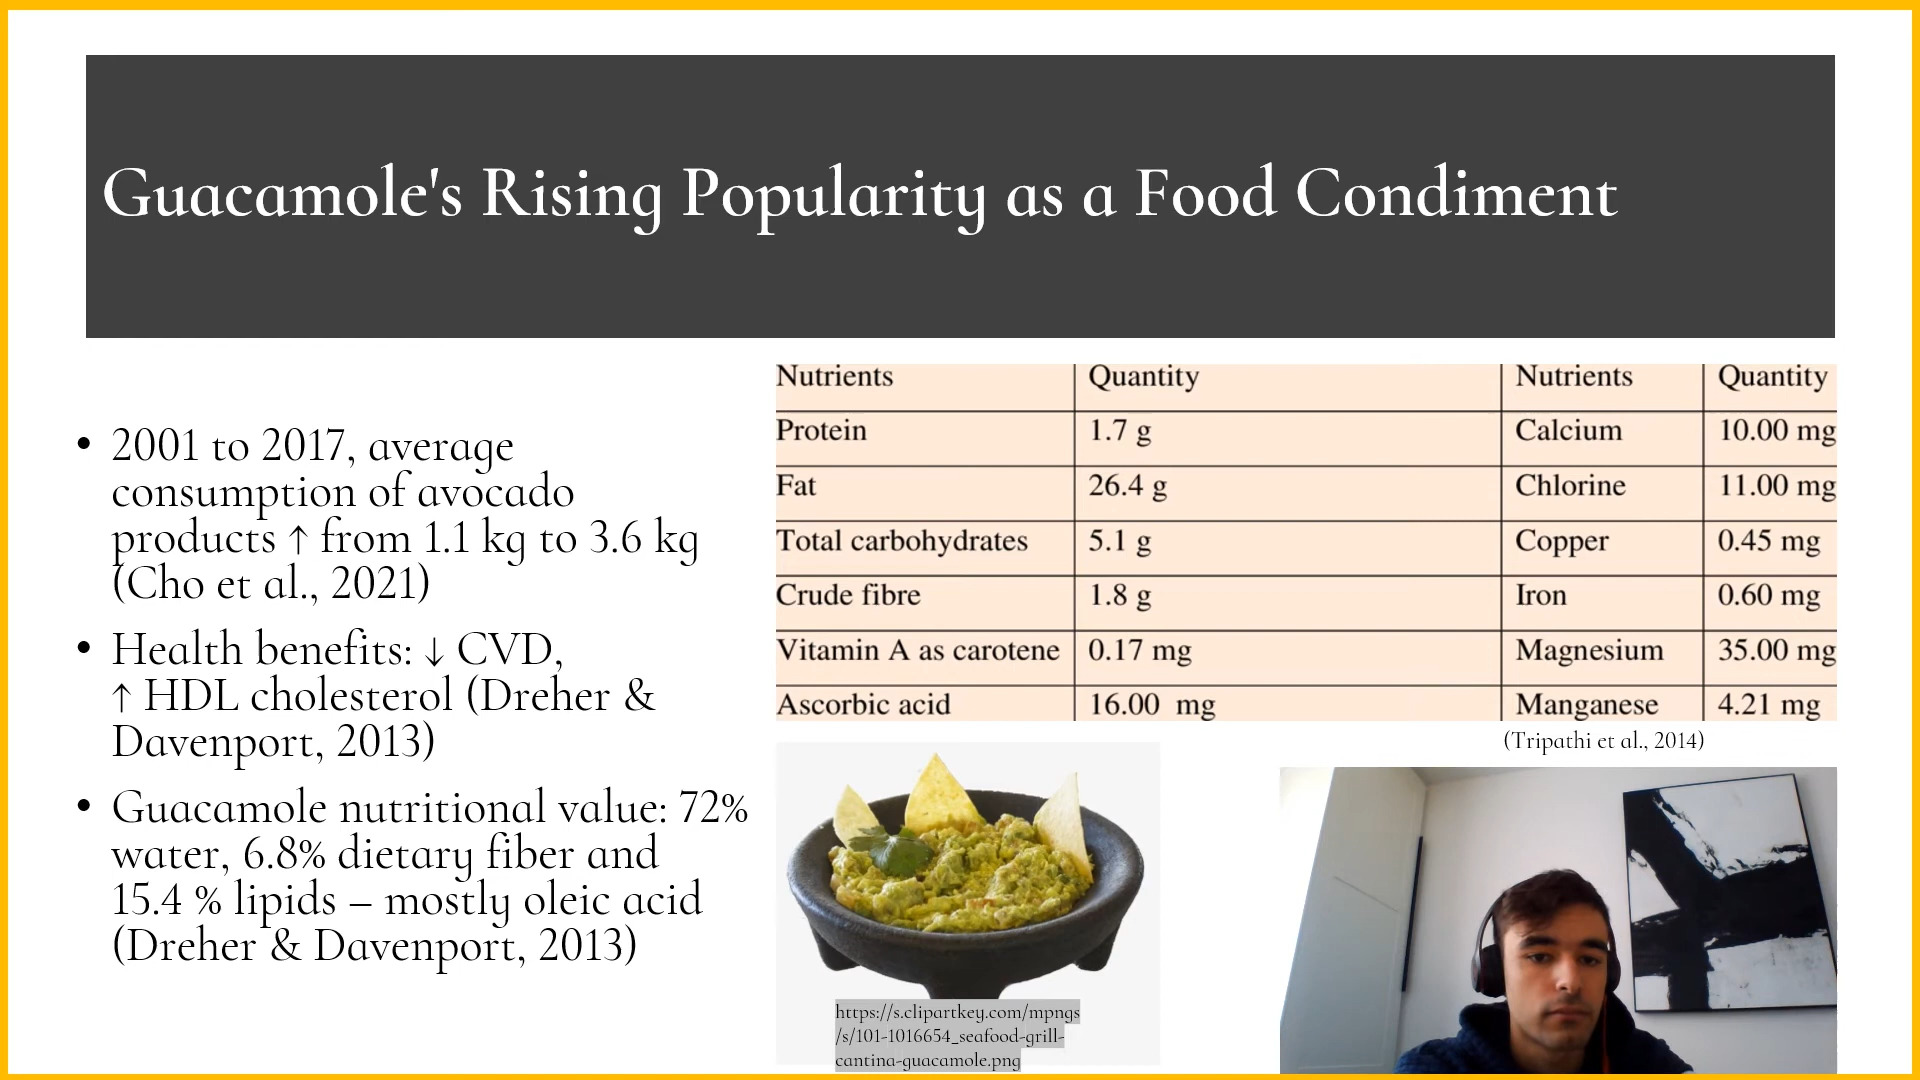 Guacamole's Rising Popularity as a Food Condiment
• 2001 to 2017, average
consumption of avocado
products ↑ from 1.1 kg to 3.6 kg
(Cho et al., 2021)
• Health benefits: ↓ CVD,
↑ HDL cholesterol (Dreher &
Davenport, 2013)
• Guacamole nutritional value: 72%
water, 6.8% dietary fiber and
15.4 % lipids – mostly oleic acid
(Dreher & Davenport, 2013)
Nutrients Quantity Nutrients Quantity
Protein 1.7 g Calcium 10.00 mg
Fat 26.4 g Chlorine 11.00 mg
Total carbohydrates 5.1 g Copper 0.45 mg
Crude fibre 1.8 g Iron 0.60 mg
Vitamin A as carotene 0.17 mg Magnesium 35.00 mg
Ascorbic acid 16.00 mg Manganese 4.21 mg
(Tripathi et al., 2014)
https://s.clipartkey.com/mpngs
/s/101-1016654_seafood-grill-
cantina-guacamole.png